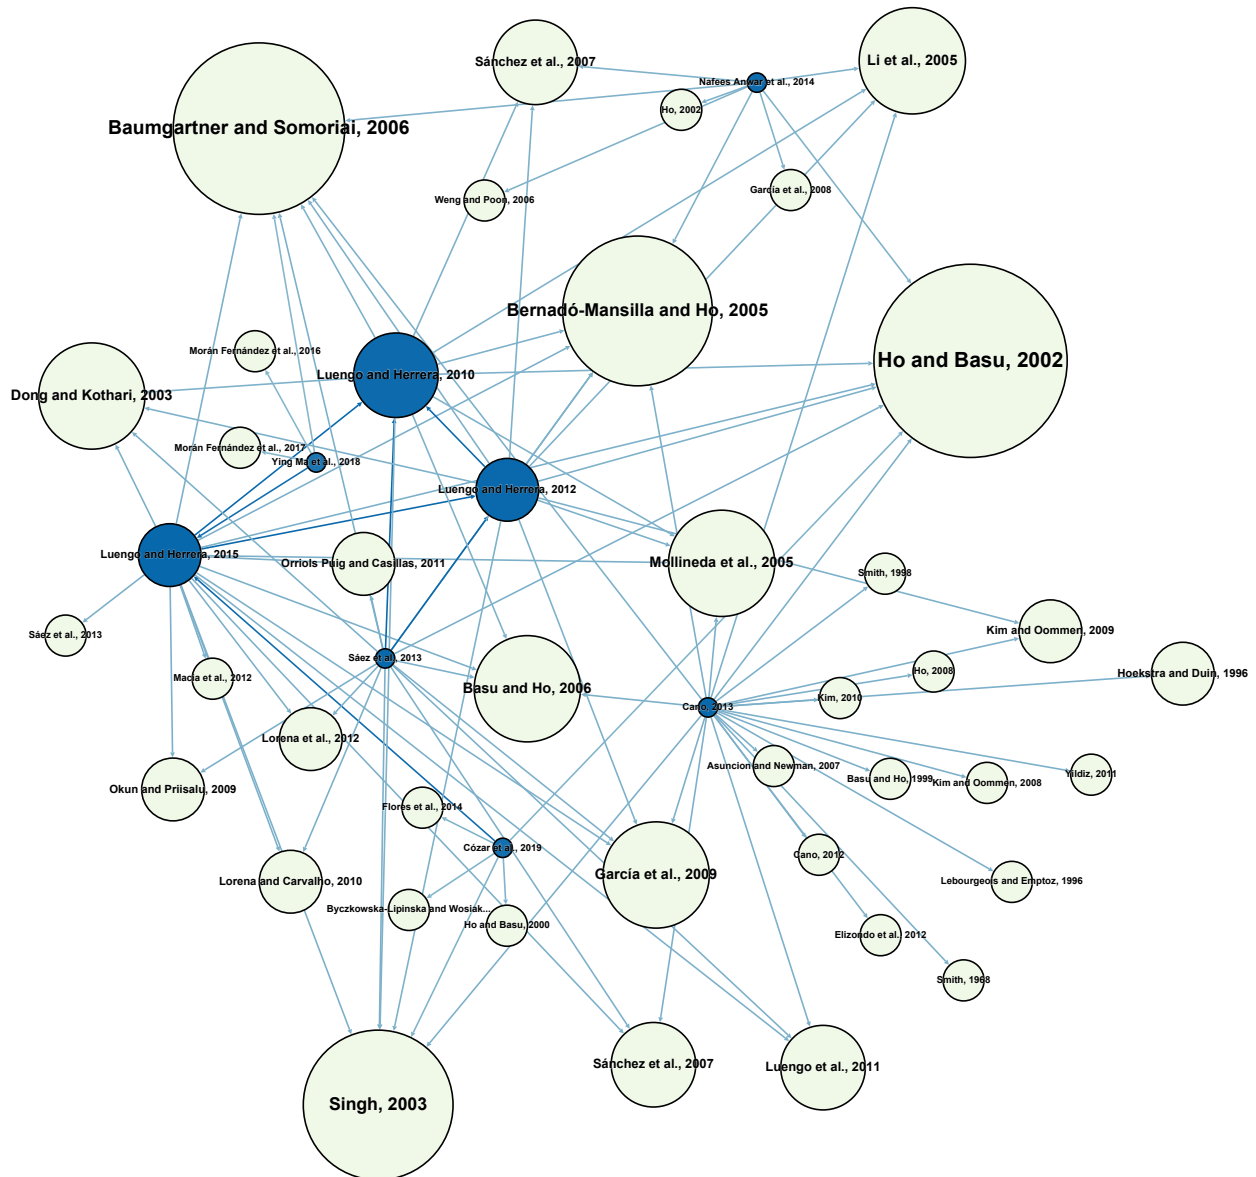 Sánchez et al., 2007
Li et al., 2005
Nafees Anwar et al., 2014
Ho, 2002
Baumgartner and Somoriai, 2006
García et al., 2008
Weng and Poon, 2006
Bernadó-Mansilla and Ho, 2005
Morán Fernández et al., 2016
Ho and Basu, 2002
Luengo and Herrera, 2010
Dong and Kothari, 2003
Morán Fernández et al., 2017
Ying Ma et al., 2018
Luengo and Herrera, 2012
Luengo and Herrera, 2015
Orriols Puig and Casillas, 2011
Mollineda et al., 2005
Smith, 1998
Sáez et al., 2013
Kim and Oommen, 2009
Sáez et al., 2013
Macía et al., 2012
Basu and Ho, 2006
Ho, 2008
Hoekstra and Duin, 1996
Kim, 2010
Cano, 2013
Lorena et al., 2012
Asuncion and Newman, 2007
Basu and Ho, 1999
Kim and Oommen, 2008
Yildiz, 2011
Okun and Priisalu, 2009
Flores et al., 2014
Cózar et al., 2019
Cano, 2012
García et al., 2009
Lorena and Carvalho, 2010
Lebourgeois and Emptoz, 1996
Byczkowska-Lipinska and Wosiak...
Ho and Basu, 2000
Elizondo et al., 2012
Smith, 1968
Sánchez et al., 2007
Luengo et al., 2011
Singh, 2003